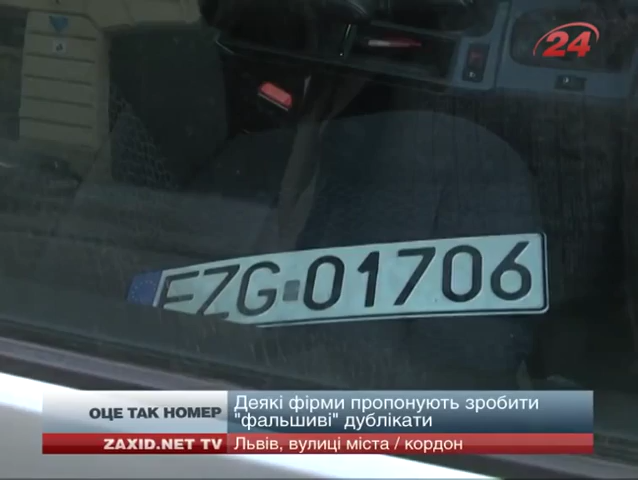 24
EZG 01706
ОЦЕ ТАК НОМЕР
Деякі фірми пропонують зробити
"фальшиві" дублікати
ZAXID.NET TV
Львів, вулиці міста / кордон